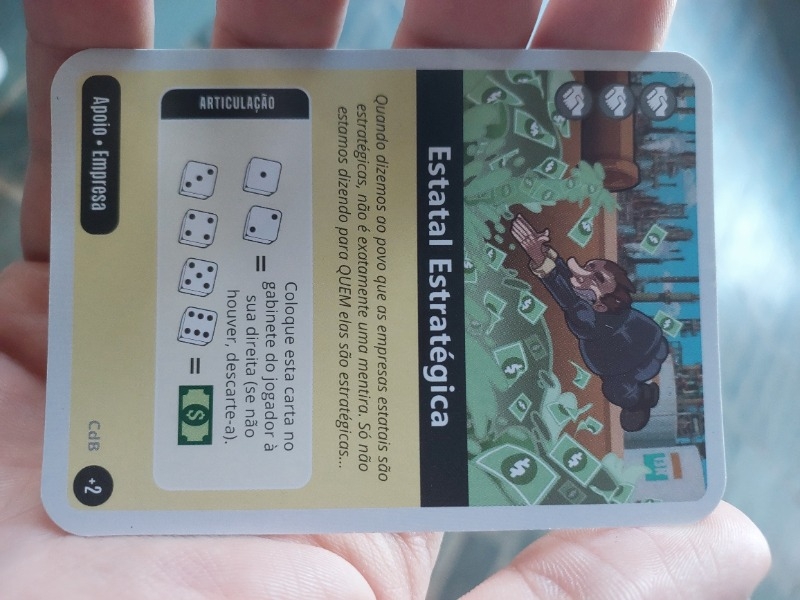 Estatal Estratégica
Quando dizemos ao povo que as empresas estatais são
estratégicas, não é exatamente uma mentira. Só não
estamos dizendo para QUEM elas são estratégicas...
ARTICULAÇÃO
=
Coloque esta carta no
gabinete do jogador à
sua direita (se não
houver, descarte-a).
= $
Apoio • Empresa
CdB
+2